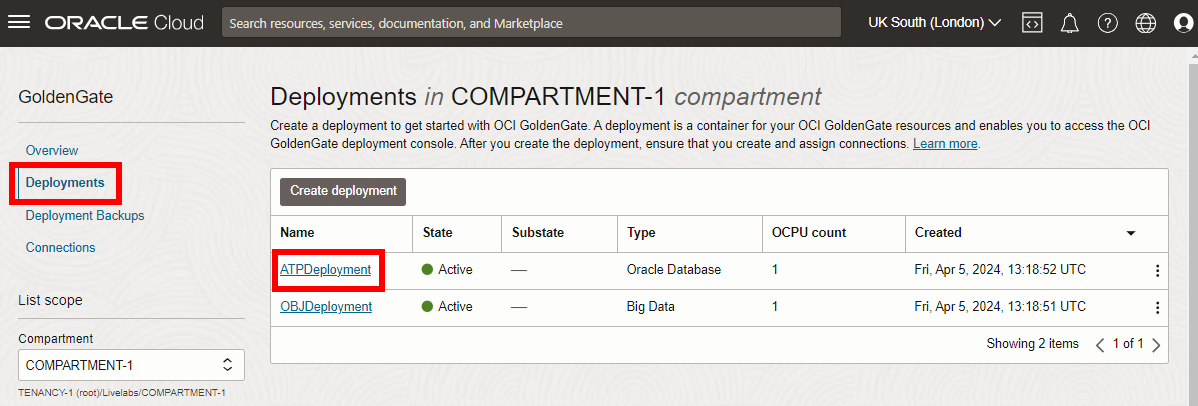 ORACLE Cloud
Search resources, services, documentation, and Marketplace
UK South (London)
GoldenGate
Overview
Deployments
Deployment Backups
Connections
List scope
Compartment
COMPARTMENT-1
TENANCY-1 (root)/Livelabs/COMPARTMENT-1
Deployments in COMPARTMENT-1 compartment
Create a deployment to get started with OCI GoldenGate. A deployment is a container for your OCI GoldenGate resources and enables you to access the OCI
GoldenGate deployment console. After you create the deployment, ensure that you create and assign connections. Learn more.
Create deployment
Name State Substate Type OCPU count Created
ATPDeployment Active — Oracle Database 1 Fri, Apr 5, 2024, 13:18:52 UTC
OBJDeployment Active — Big Data 1 Fri, Apr 5, 2024, 13:18:51 UTC
Showing 2 items 1 of 1